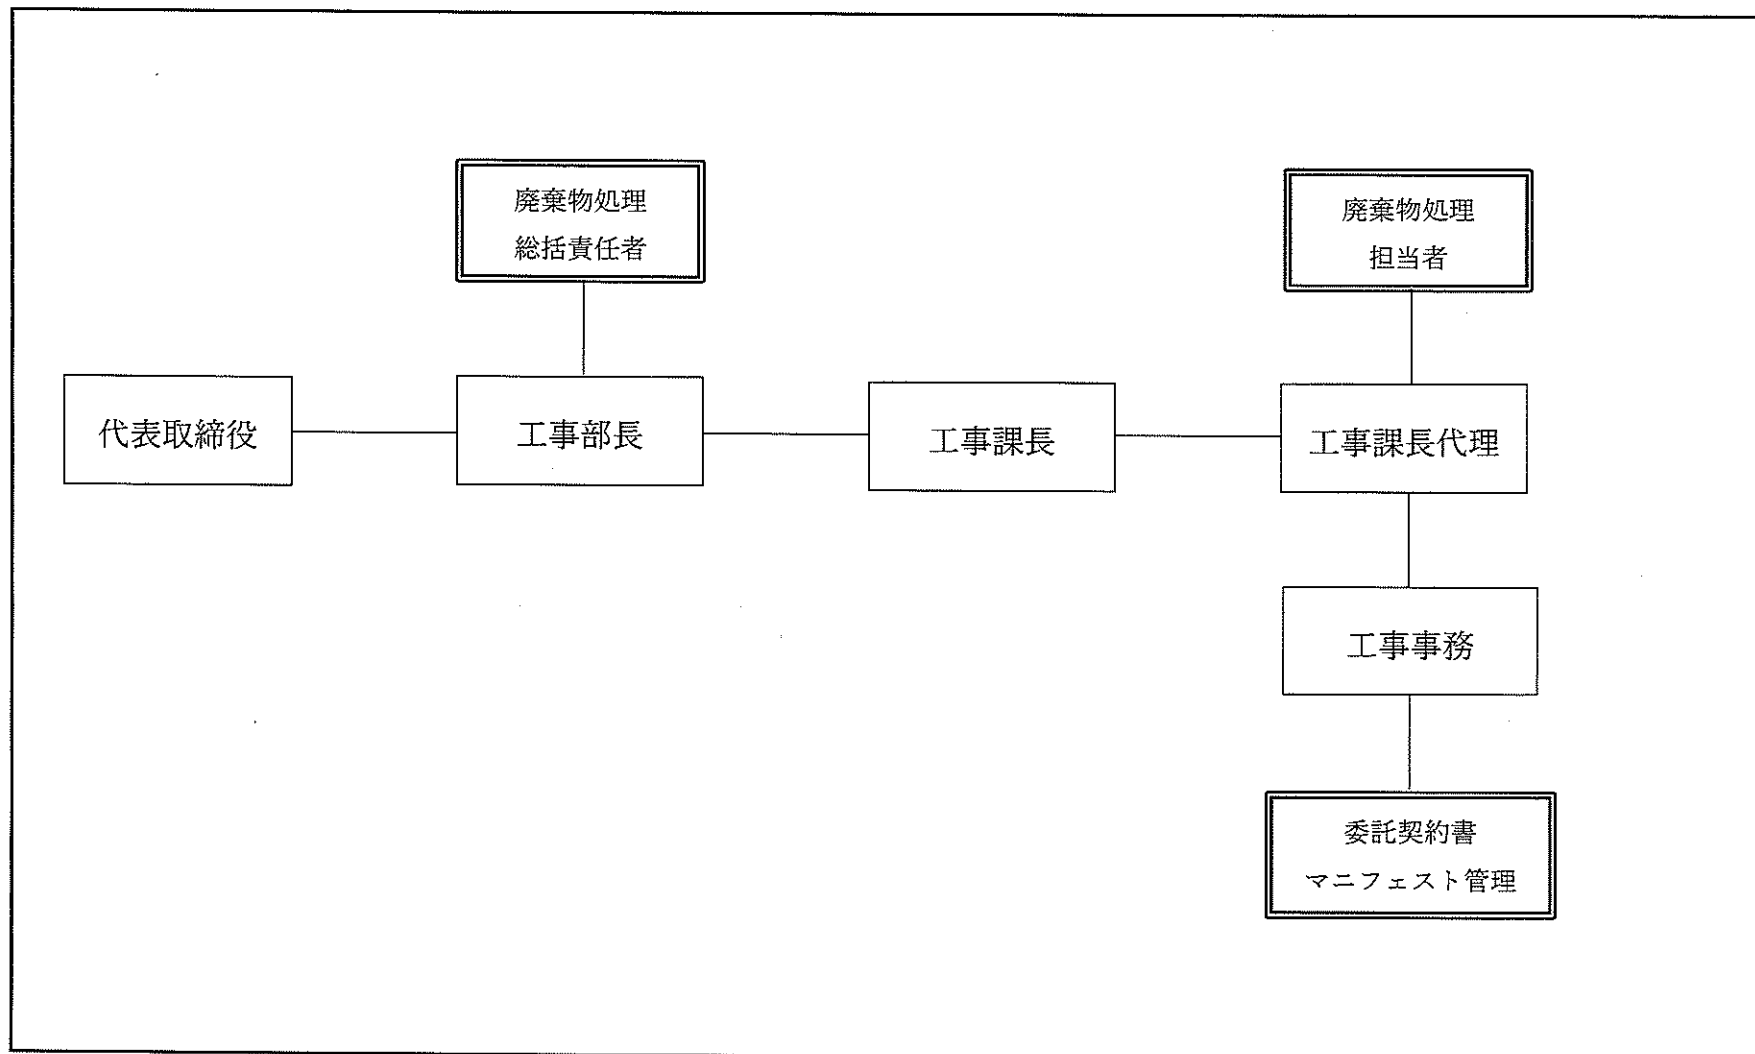 廃棄物処理
総括責任者
廃棄物処理
担当者
代表取締役
工事部長
工事課長
工事課長代理
工事事務
委託契約書
マニフェスト管理